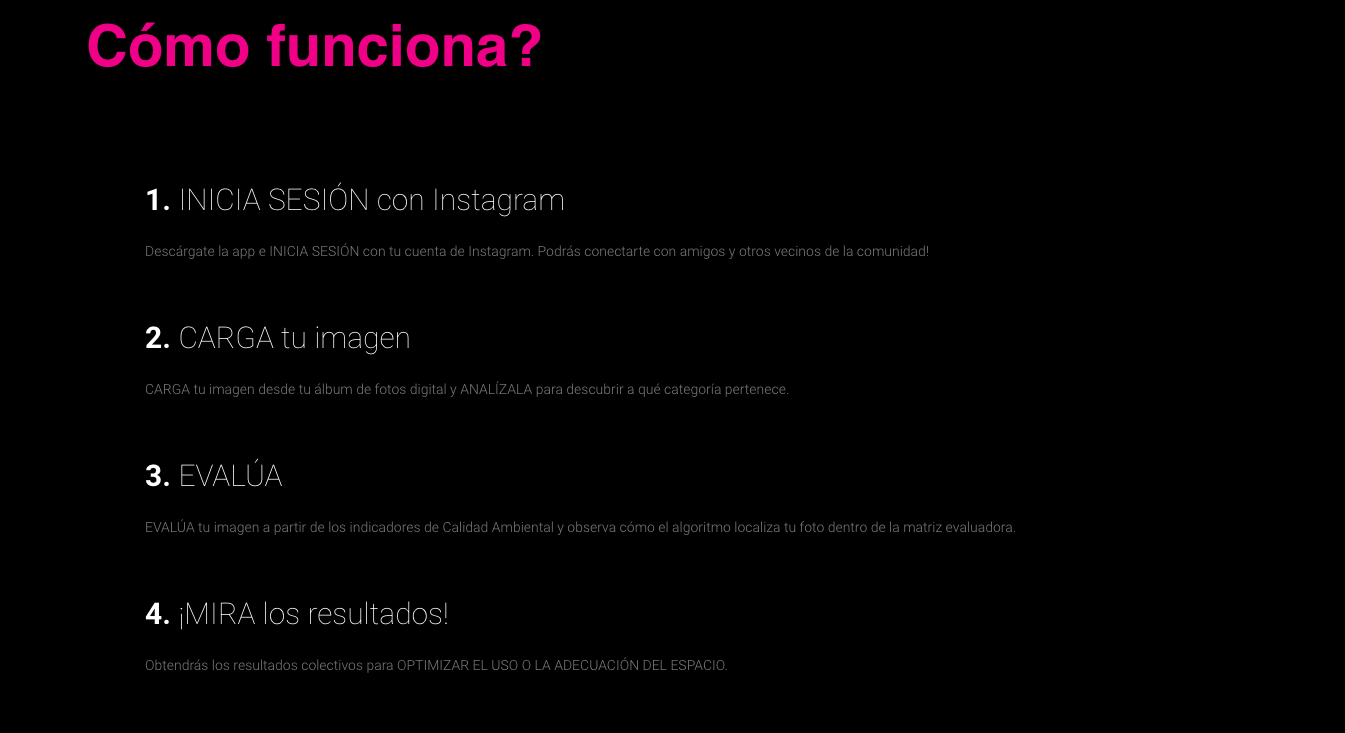 Cómo funciona?
1. INICIA SESIÓN con Instagram
Descárgate la app e INICIA SESIÓN con tu cuenta de Instagram. Podrás conectarte con amigos y otros vecinos de la comunidad!
2. CARGA tu imagen
CARGA tu imagen desde tu álbum de fotos digital y ANALÍZALA para descubrir a qué categoría pertenece.
3. EVALÚA
EVALÚA tu imagen a partir de los indicadores de Calidad Ambiental y observa cómo el algoritmo localiza tu foto dentro de la matriz evaluadora.
4. ¡MIRA los resultados!
Obtendrás los resultados colectivos para OPTIMIZAR EL USO O LA ADECUACIÓN DEL ESPACIO.